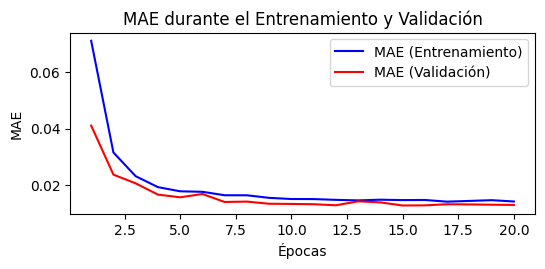 MAE durante el Entrenamiento y Validación
MAE (Entrenamiento)
MAE (Validación)
MAE
0.06
0.04
0.02
2.5 5.0 7.5 10.0 12.5 15.0 17.5 20.0
Épocas